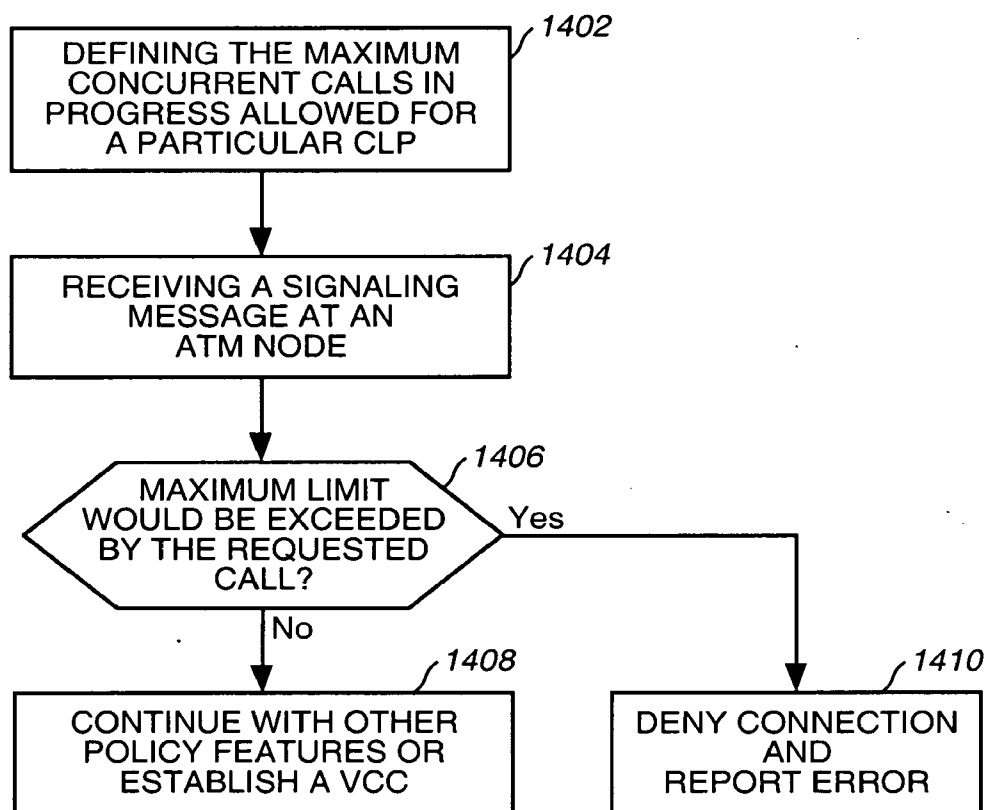 1402
DEFINING THE MAXIMUM
CONCURRENT CALLS IN
PROGRESS ALLOWED FOR
A PARTICULAR CLP
1404
RECEIVING A SIGNALING
MESSAGE AT AN
ATM NODE
1406
MAXIMUM LIMIT
WOULD BE EXCEEDED
BY THE REQUESTED
CALL?
Yes
No
1408
CONTINUE WITH OTHER
POLICY FEATURES OR
ESTABLISH A VCC
1410
DENY CONNECTION
AND
REPORT ERROR